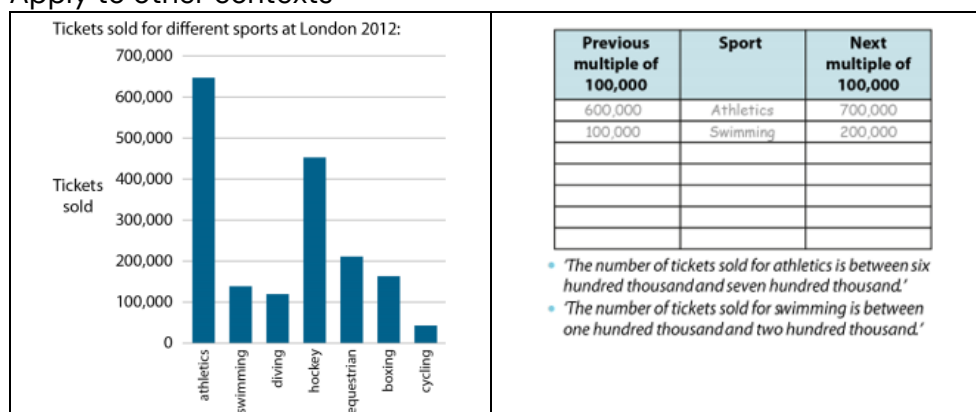 Apply to other contexts
Tickets sold for different sports at London 2012:
700,000
600,000
500,000
Tickets 400,000
sold
300,000
200,000
100,000
0
athletics
swimming
diving
hockey
equestrian
boxing
cycling
Previous multiple of 100,000 Sport Next multiple of 100,000
600,000 Athletics 700,000
100,000 Swimming 200,000
• 'The number of tickets sold for athletics is between six
hundred thousand and seven hundred thousand.'
• 'The number of tickets sold for swimming is between
one hundred thousand and two hundred thousand.'